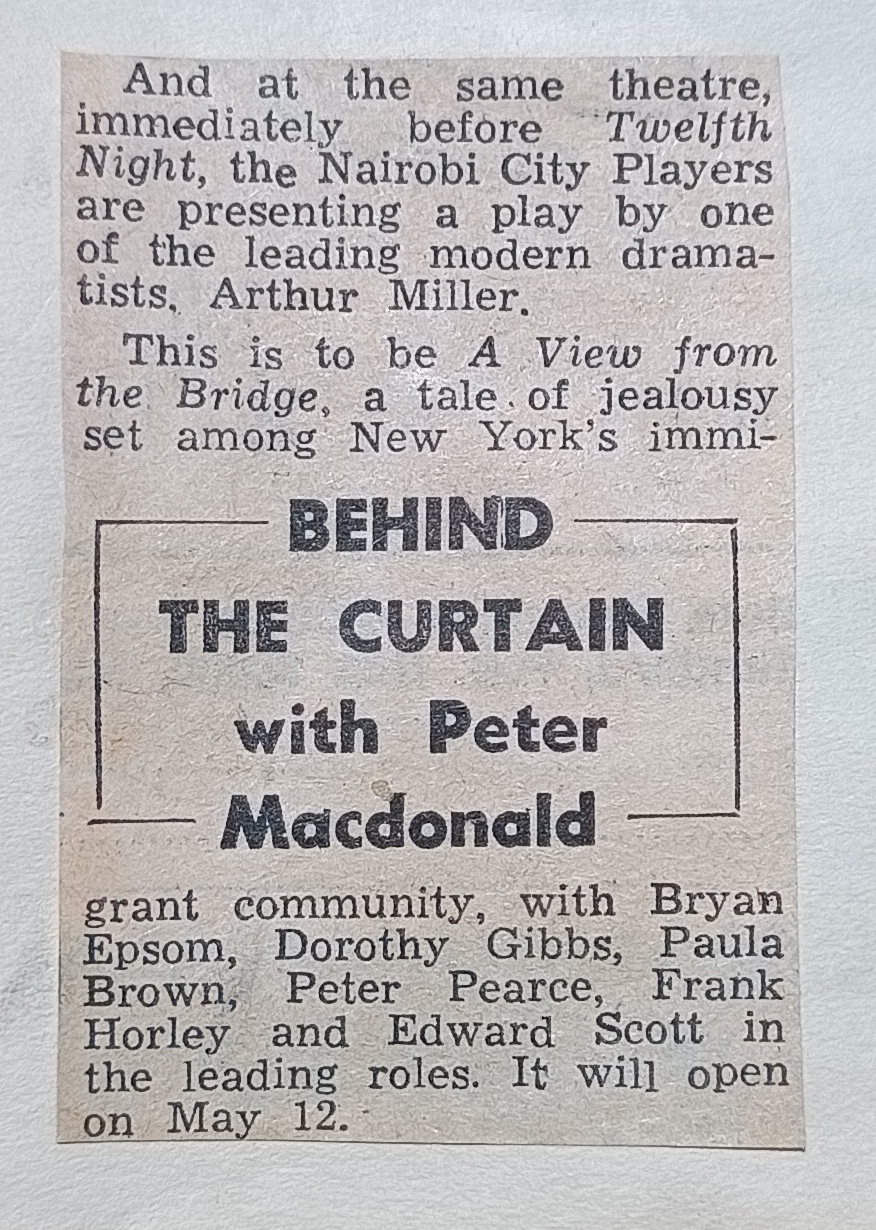 And at the same theatre,
immediately before Twelfth
Night, the Nairobi City Players
are presenting a play by one
of the leading modern drama-
tists, Arthur Miller.
This is to be A View from
the Bridge, a tale of jealousy
set among New York's immi-
BEHIND
THE CURTAIN
with Peter
Macdonald
grant community, with Bryan
Epsom, Dorothy Gibbs, Paula
Brown, Peter Pearce, Frank
Horley and Edward Scott in
the leading roles. It will open
on May 12.